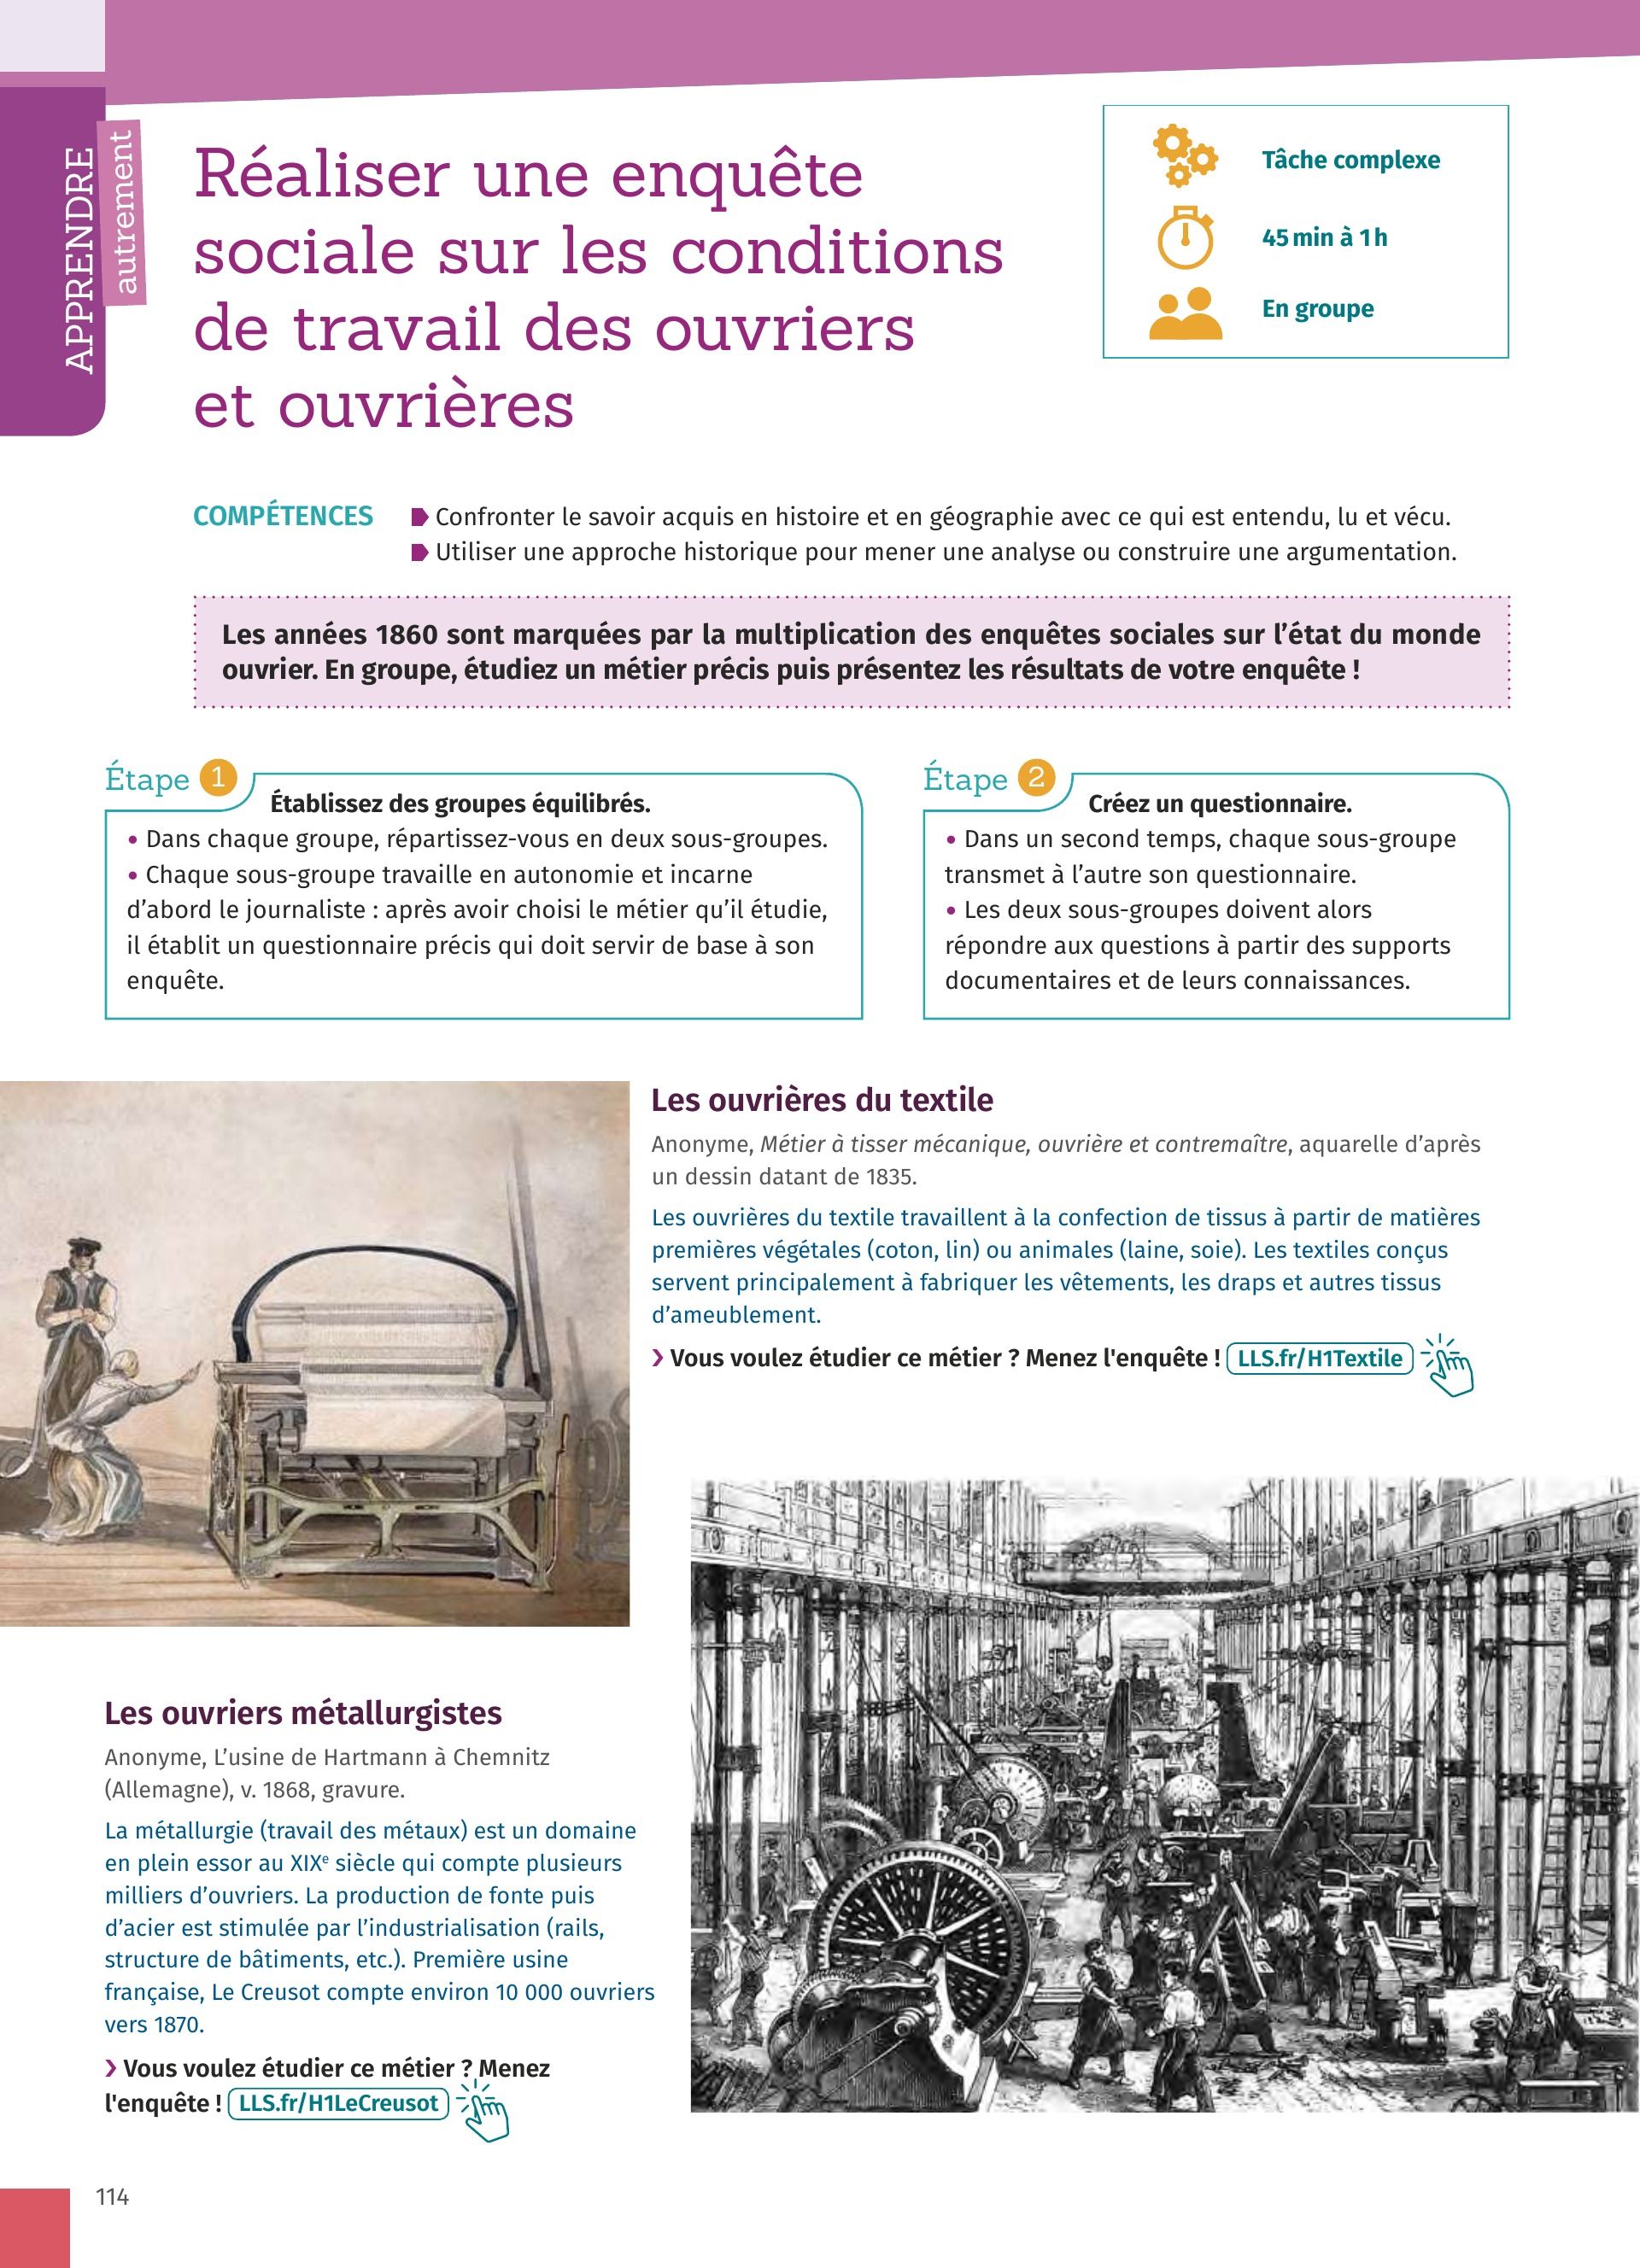 APPRENDRE
autrement
Réaliser une enquête
sociale sur les conditions
de travail des ouvriers
et ouvrières
Tâche complexe
45 min à 1 h
En groupe
COMPÉTENCES
Confronter le savoir acquis en histoire et en géographie avec ce qui est entendu, lu et vécu.
Utiliser une approche historique pour mener une analyse ou construire une argumentation.
Les années 1860 sont marquées par la multiplication des enquêtes sociales sur l’état du monde
ouvrier. En groupe, étudiez un métier précis puis présentez les résultats de votre enquête !
Étape 1
Établissez des groupes équilibrés.
• Dans chaque groupe, répartissez-vous en deux sous-groupes.
• Chaque sous-groupe travaille en autonomie et incarne
d’abord le journaliste : après avoir choisi le métier qu’il étudie,
il établit un questionnaire précis qui doit servir de base à son
enquête.
Étape 2
Créez un questionnaire.
• Dans un second temps, chaque sous-groupe
transmet à l’autre son questionnaire.
• Les deux sous-groupes doivent alors
répondre aux questions à partir des supports
documentaires et de leurs connaissances.
Les ouvrières du textile
Anonyme, Métier à tisser mécanique, ouvrière et contremaître, aquarelle d’après
un dessin datant de 1835.
Les ouvrières du textile travaillent à la confection de tissus à partir de matières
premières végétales (coton, lin) ou animales (laine, soie). Les textiles conçus
servent principalement à fabriquer les vêtements, les draps et autres tissus
d’ameublement.
› Vous voulez étudier ce métier ? Menez l'enquête ! LLS.fr/H1Textile
Les ouvriers métallurgistes
Anonyme, L’usine de Hartmann à Chemnitz
(Allemagne), v. 1868, gravure.
La métallurgie (travail des métaux) est un domaine
en plein essor au XIXe siècle qui compte plusieurs
milliers d’ouvriers. La production de fonte puis
d’acier est stimulée par l’industrialisation (rails,
structure de bâtiments, etc.). Première usine
française, Le Creusot compte environ 10 000 ouvriers
vers 1870.
› Vous voulez étudier ce métier ? Menez
l'enquête ! LLS.fr/H1LeCreusot
114